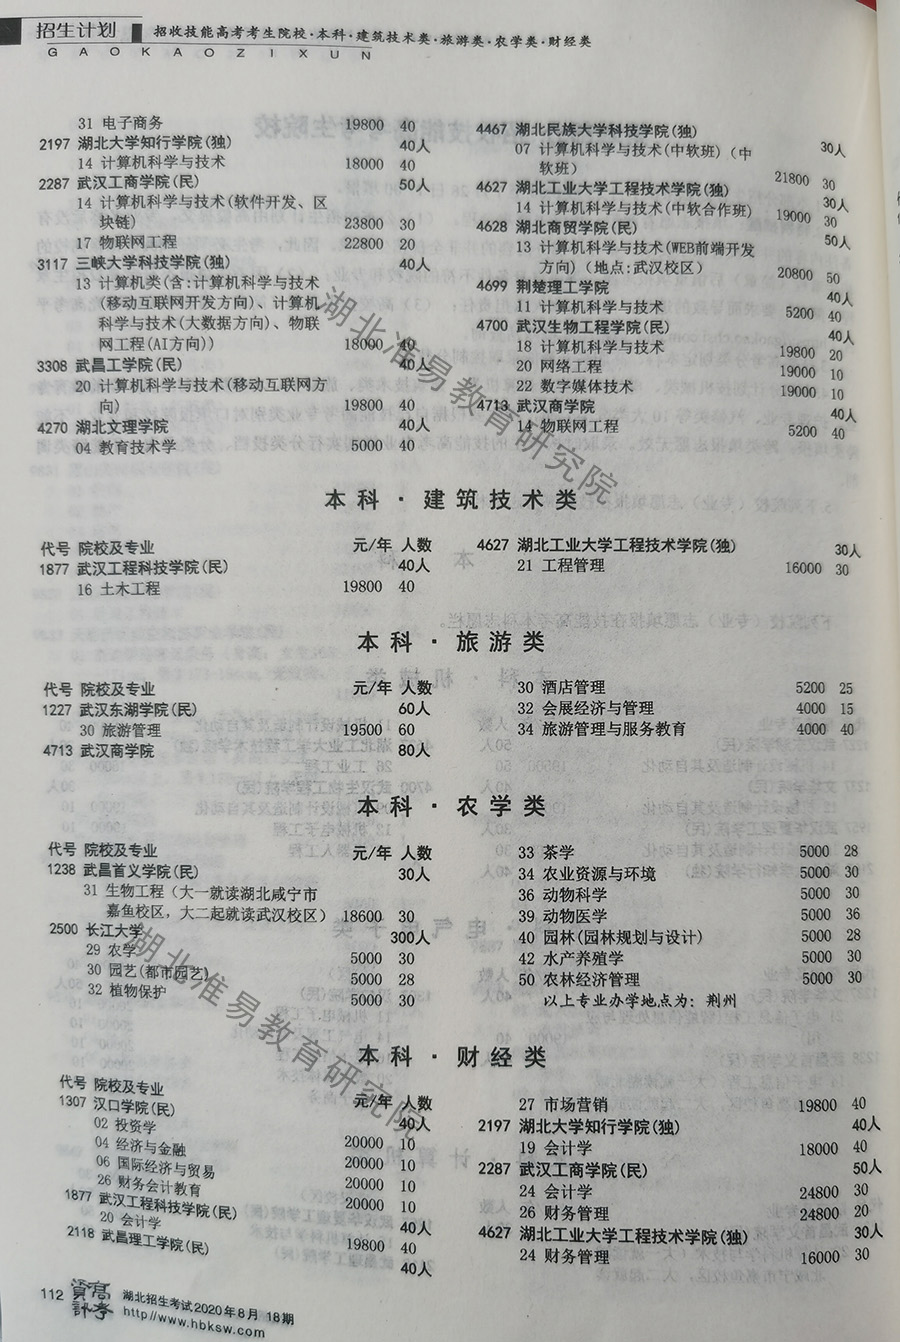 招生计划
招收技能高考考生院校·本科·建筑技术类·旅游类·农学类·财经类
GAOKAOZIXUN
31 电子商务 19800 40
2197 湖北大学知行学院(独) 40人
14 计算机科学与技术 18000 40
2287 武汉工商学院(民) 50人
14 计算机科学与技术(软件开发、区
块链) 23800 30
17 物联网工程 22800 20
3117 三峡大学科技学院(独) 40人
13 计算机类(含:计算机科学与技术
(移动互联网开发方向)、计算机
科学与技术(大数据方向)、物联
网工程(AI方向)) 18000 40
3308 武昌工学院(民) 40人
20 计算机科学与技术(移动互联网方
向) 19800 40
4270 湖北文理学院 40人
04 教育技术学 5000 40
4467 湖北民族大学科技学院(独) 30人
07 计算机科学与技术(中软班)(中
软班) 21800 30
4627 湖北工业大学工程技术学院(独) 30人
14 计算机科学与技术(中软合作班) 19000 30
4628 湖北商贸学院(民) 50人
13 计算机科学与技术(WEB前端开发
方向)(地点:武汉校区) 20800 50
4699 荆楚理工学院 40人
11 计算机科学与技术 5200 40
4700 武汉生物工程学院(民) 40人
18 计算机科学与技术 19800 20
20 网络工程 19000 10
22 数字媒体技术 19000 10
4713 武汉商学院 40人
14 物联网工程 5200 40
本科·建筑技术类
代号 院校及专业 元/年 人数
1877 武汉工程科技学院(民) 40人
16 土木工程 19800 40
4627 湖北工业大学工程技术学院(独) 30人
21 工程管理 16000 30
本科·旅游类
代号 院校及专业 元/年 人数
1227 武汉东湖学院(民) 60人
30 旅游管理 19500 60
4713 武汉商学院 80人
30 酒店管理 5200 25
32 会展经济与管理 4000 15
34 旅游管理与服务教育 4000 40
本科·农学类
代号 院校及专业 元/年 人数
1238 武昌首义学院(民) 30人
31 生物工程(大一就读湖北咸宁市
嘉鱼校区，大二起就读武汉校区) 18600 30
2500 长江大学 300人
29 农学 5000 30
30 园艺(都市园艺) 5000 28
32 植物保护 5000 30
33 茶学 5000 28
34 农业资源与环境 5000 30
36 动物科学 5000 30
39 动物医学 5000 36
40 园林(园林规划与设计) 5000 28
42 水产养殖学 5000 30
50 农林经济管理 5000 30
以上专业办学地点为：荆州
本科·财经类
代号 院校及专业 元/年 人数
1307 汉口学院(民) 40人
02 投资学 20000 10
04 经济与金融 20000 10
06 国际经济与贸易 20000 10
26 财务会计教育 20000 10
1877 武汉工程科技学院(民) 40人
20 会计学 19800 40
2118 武昌理工学院(民) 40人
27 市场营销 19800 40
2197 湖北大学知行学院(独) 40人
19 会计学 18000 40
2287 武汉工商学院(民) 50人
24 会计学 24800 30
26 财务管理 24800 20
4627 湖北工业大学工程技术学院(独) 30人
24 财务管理 16000 30
湖北准易教育研究院
湖北准易教育研究院
112
湖北招生考试2020年8月 18期
http://www.hbksw.com